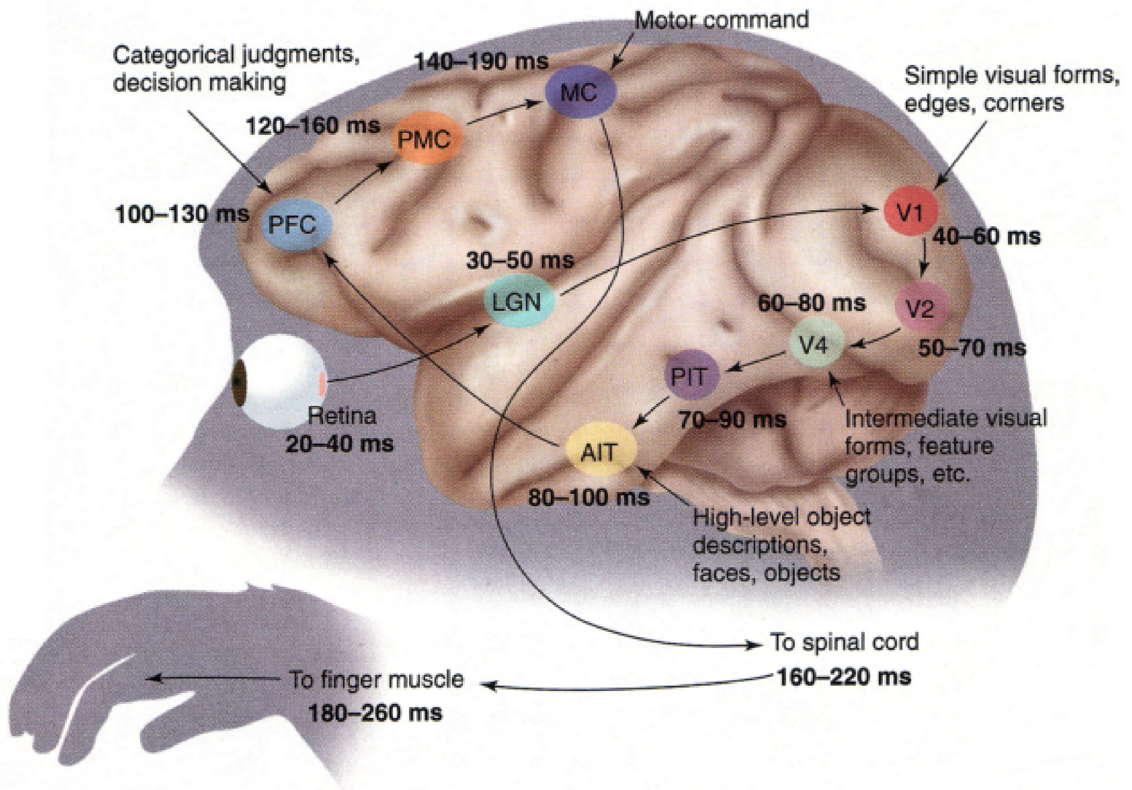 Motor command
Categorical judgments,
decision making
140–190 ms
MC
Simple visual forms,
edges, corners
120–160 ms
PMC
100–130 ms
PFC
V1
40–60 ms
30–50 ms
LGN
60–80 ms
V2
V4
50–70 ms
PIT
70–90 ms
Retina
20–40 ms
Intermediate visual
forms, feature
groups, etc.
AIT
80–100 ms
High-level object
descriptions,
faces, objects
To spinal cord
160–220 ms
To finger muscle
180–260 ms